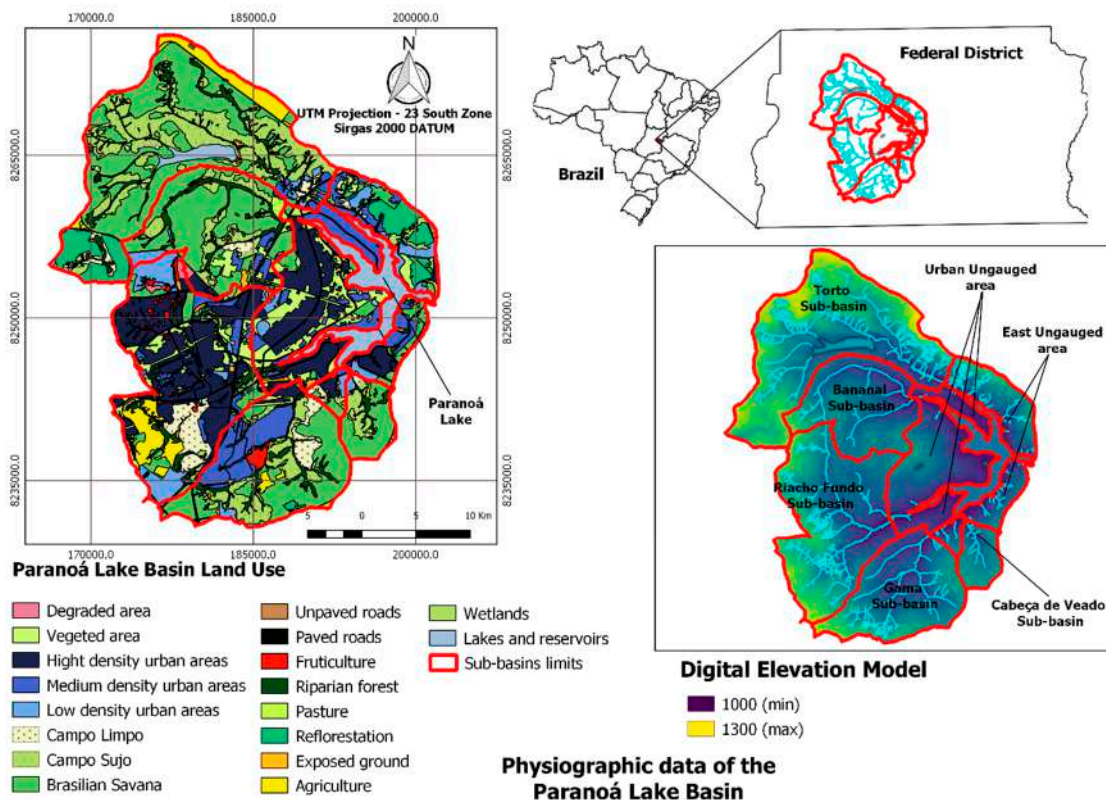 170000.0 185000.0 200000.0
N
UTM Projection - 23 South Zone
Sirgas 2000 DATUM
8265000.0
8265000.0
8250000.0
8250000.0
8235000.0
8235000.0
Paranoá
Lake
5 0 5 10 Km
170000.0 185000.0 200000.0
Paranoá Lake Basin Land Use
Degraded area
Vegeted area
Hight density urban areas
Medium density urban areas
Low density urban areas
Campo Limpo
Campo Sujo
Brasilian Savana
Unpaved roads
Paved roads
Fruticulture
Riparian forest
Pasture
Reflorestation
Exposed ground
Agriculture
Wetlands
Lakes and reservoirs
Sub-basins limits
Brazil
Federal District
Urban Ungauged
area
East Ungauged
area
Torto
Sub-basin
Bananal
Sub-basin
Riacho Fundo
Sub-basin
Gama
Sub-basin
Cabeça de Veado
Sub-basin
Digital Elevation Model
1000 (min)
1300 (max)
Physiographic data of the
Paranoá Lake Basin